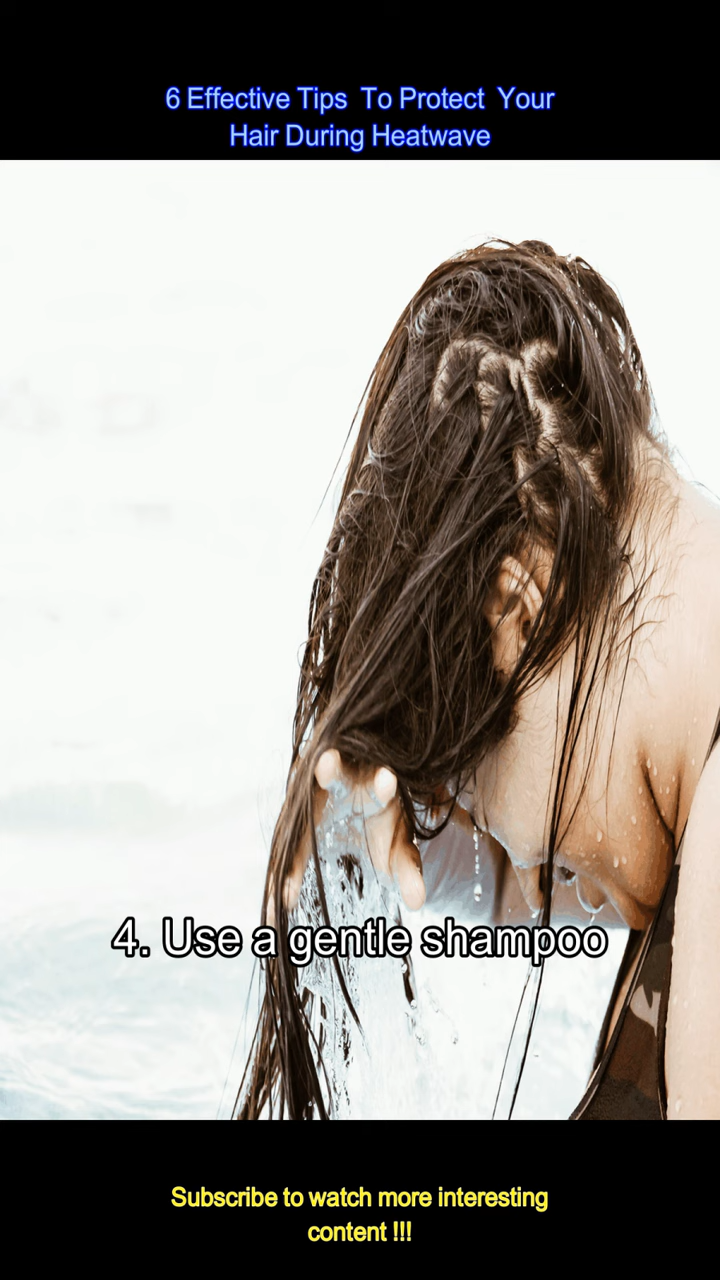 6 Effective Tips To Protect Your
Hair During Heatwave
4. Use a gentle shampoo
Subscribe to watch more interesting
content !!!